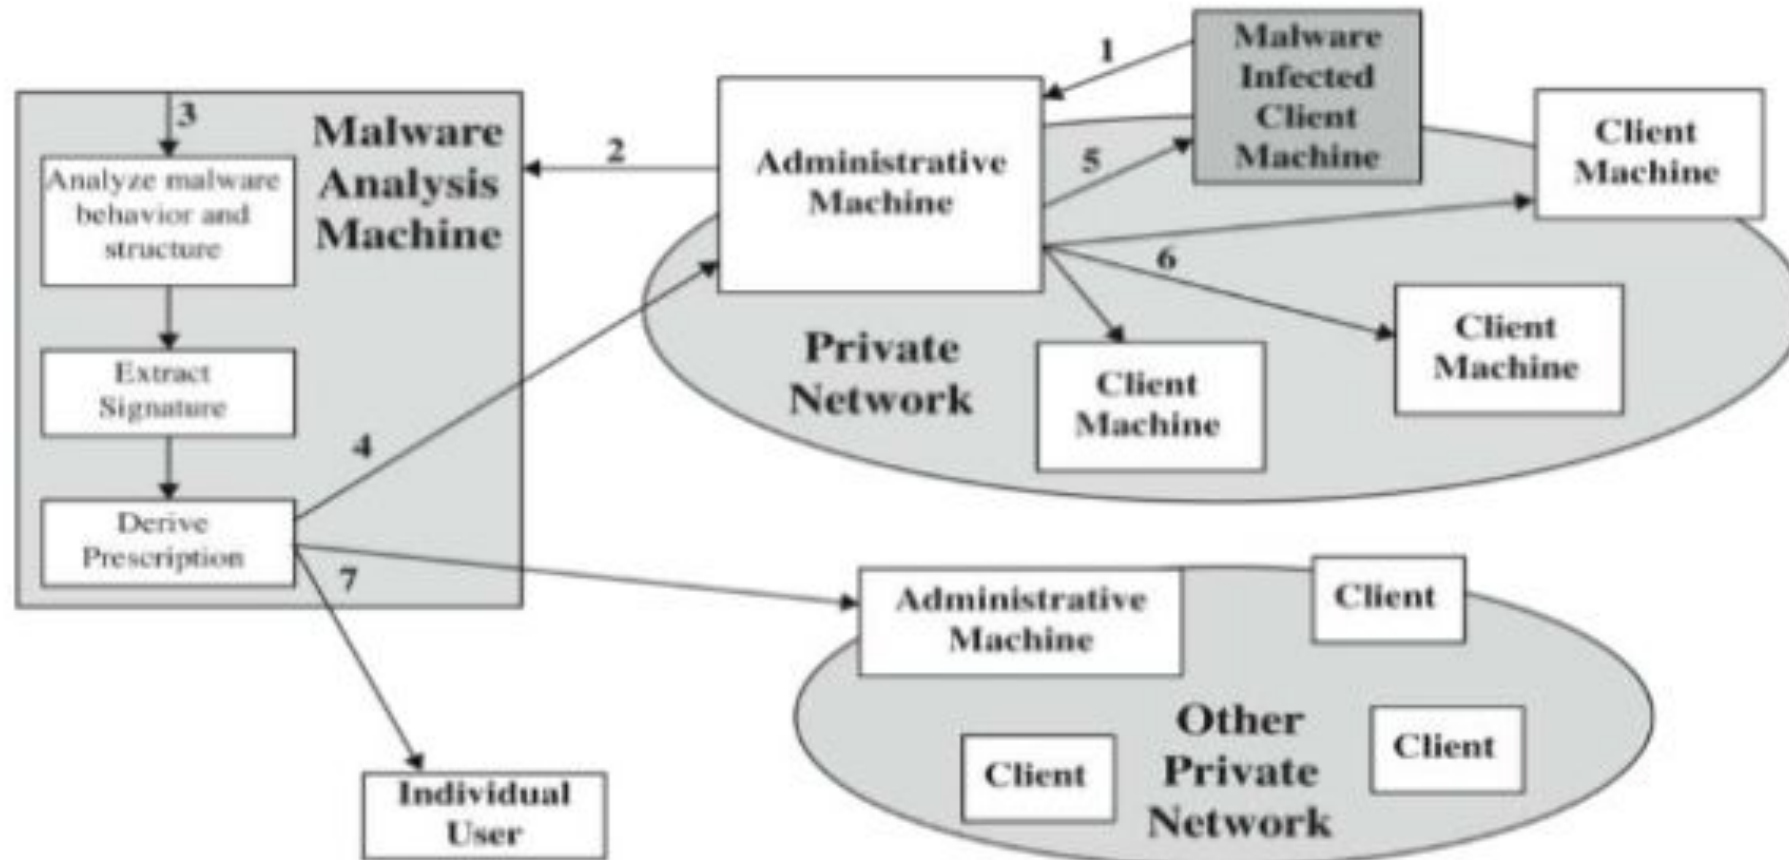 1
Malware
Infected
Client
Machine
3
Malware
Analysis
Machine
2
Administrative
Machine
5
Client
Machine
Analyze malware
behavior and
structure
6
Private
Network
Client
Machine
Client
Machine
Extract
Signature
4
Derive
Prescription
7
Administrative
Machine
Client
Other
Private
Network
Client
Client
Individual
User